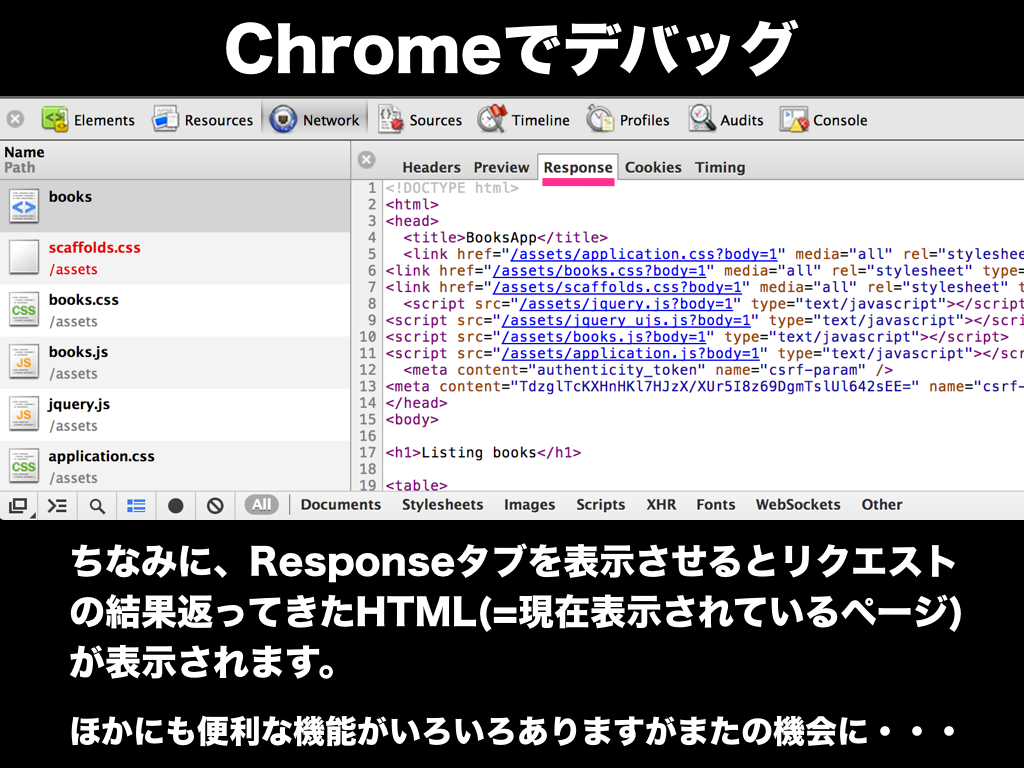 Chromeでデバッグ
Elements Resources Network Sources Timeline Profiles Audits Console
Name
Path
Headers Preview Response Cookies Timing
books
scaffolds.css
/assets
books.css
/assets
books.js
/assets
jquery.js
/assets
application.css
/assets
1 <!DOCTYPE html>
2 <html>
3 <head>
4 <title>BooksApp</title>
5 <link href="/assets/application.css?body=1" media="all" rel="styleshee
6 <link href="/assets/books.css?body=1" media="all" rel="stylesheet" type=
7 <link href="/assets/scaffolds.css?body=1" media="all" rel="stylesheet" t
8 <script src="/assets/jquery.js?body=1" type="text/javascript"></script
9 <script src="/assets/jquery_ujs.js?body=1" type="text/javascript"></scri
10 <script src="/assets/books.js?body=1" type="text/javascript"></script>
11 <script src="/assets/application.js?body=1" type="text/javascript"></scr
12 <meta content="authenticity_token" name="csrf-param" />
13 <meta content="TdzglTcKXHnHKl7HJzX/XUr5I8z69DgmTslUl642sEE=" name="csrf-
14 </head>
15 <body>
16
17 <h1>Listing books</h1>
18
19 <table>
All Documents Stylesheets Images Scripts XHR Fonts WebSockets Other
ちなみに、Responseタブを表示させるとリクエスト
の結果返ってきたHTML(=現在表示されているページ)
が表示されます。
ほかにも便利な機能がいろいろありますがまたの機会に・・・